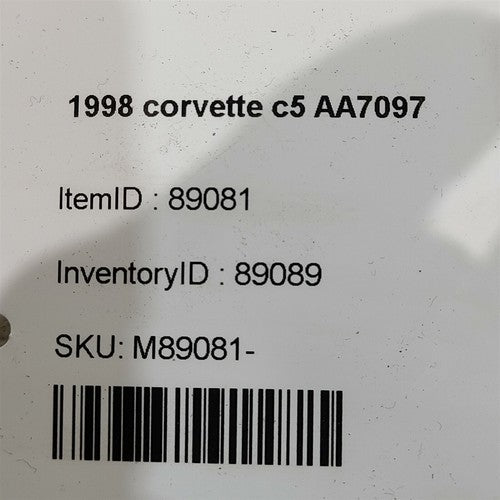 1998 corvette c5 AA7097
ItemID : 89081
InventoryID : 89089
SKU: M89081-